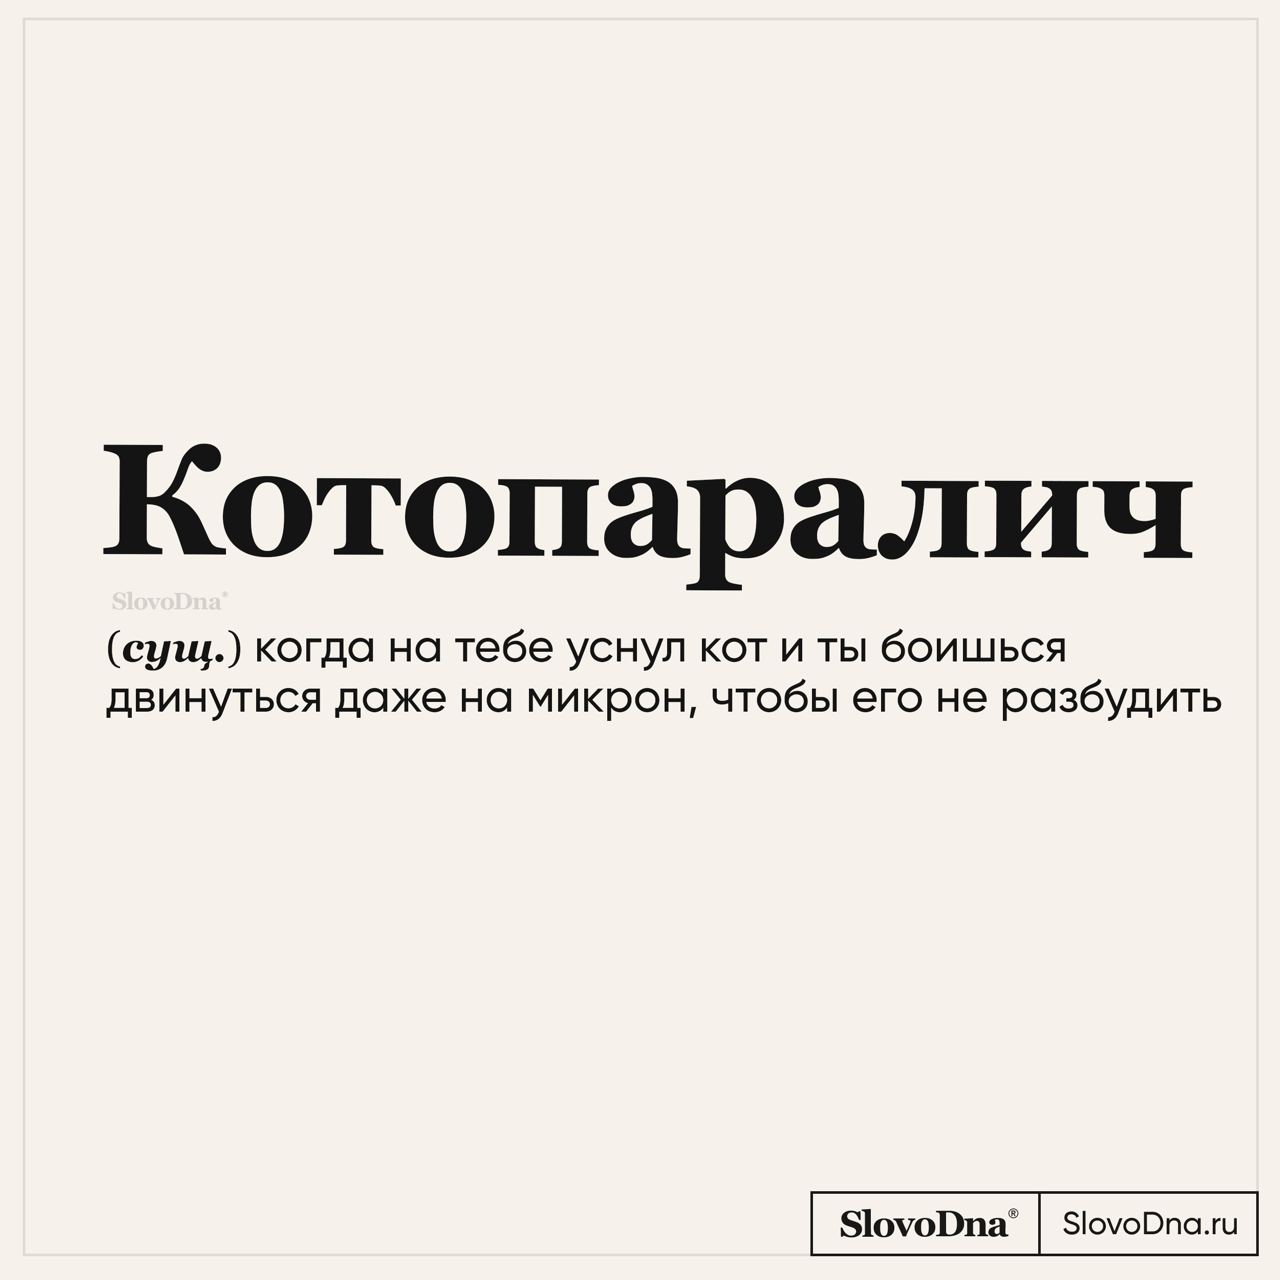 Котопаралич
SlovoDna®
(сущ.) когда на тебе уснул кот и ты боишься
двинуться даже на микрон, чтобы его не разбудить
SlovoDna® SlovoDna.ru